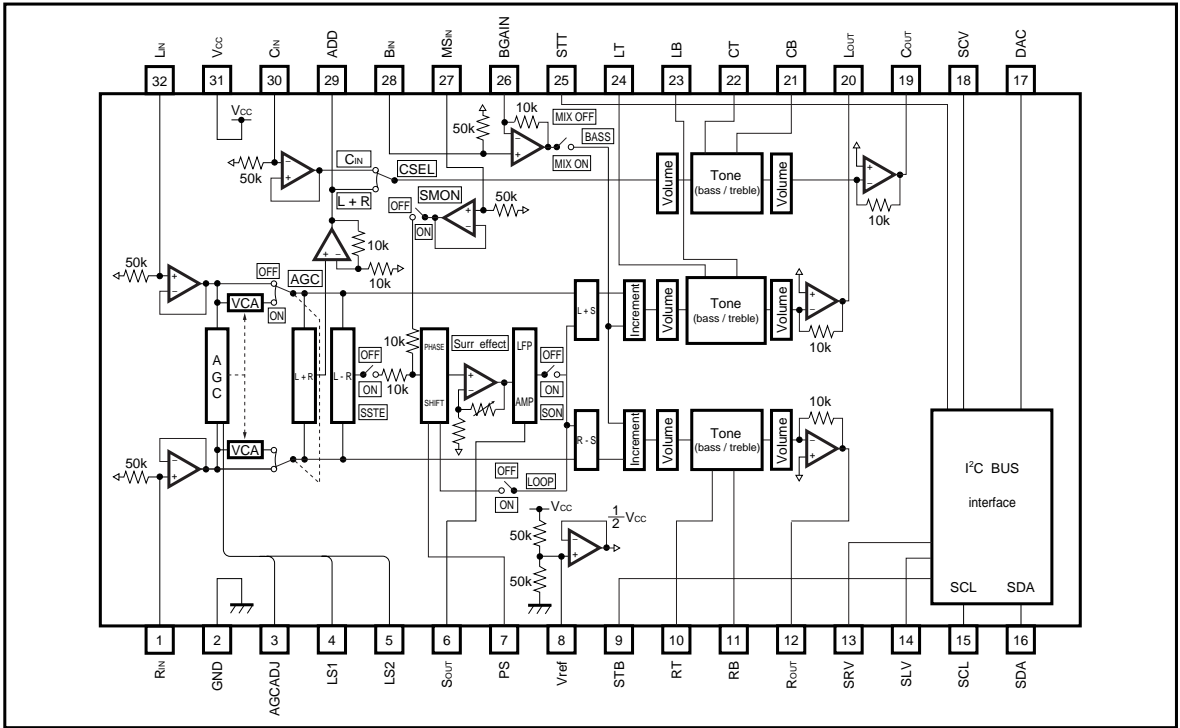 LIN
VCC
CIN
ADD
BIN
MSIN
BGAIN
STT
LT
LB
CT
CB
LOUT
COUT
SCV
DAC
32
31
30
29
28
27
26
25
24
23
22
21
20
19
18
17
VCC
50k
10k
MIX OFF
BASS
MIX ON
50k
CIN
CSEL
L + R
OFF
SMON
ON
50k
Volume
Tone
(bass / treble)
Volume
10k
10k
10k
50k
OFF
AGC
VCA
ON
AGC
L + R
L - R
OFF
ON
SSTE
10k
10k
PHASE
SHIFT
Surr effect
LFP
AMP
OFF
ON
SON
L + S
Increment
Volume
Tone
(bass / treble)
Volume
10k
R - S
Increment
Volume
Tone
(bass / treble)
Volume
10k
VCA
50k
OFF
LOOP
ON
VCC
50k
50k
1/2 VCC
I²C BUS
interface
SCL
SDA
1
2
3
4
5
6
7
8
9
10
11
12
13
14
15
16
RIN
GND
AGCADJ
LS1
LS2
SOUT
PS
Vref
STB
RT
RB
ROUT
SRV
SLV
SCL
SDA